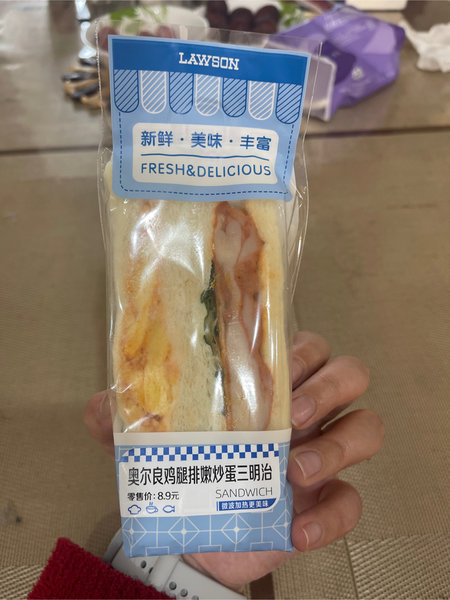 LAWSON
新鲜·美味·丰富
FRESH&DELICIOUS
奥尔良鸡腿排嫩炒蛋三明治
零售价: 8.9元
SANDWICH
微波加热更美味